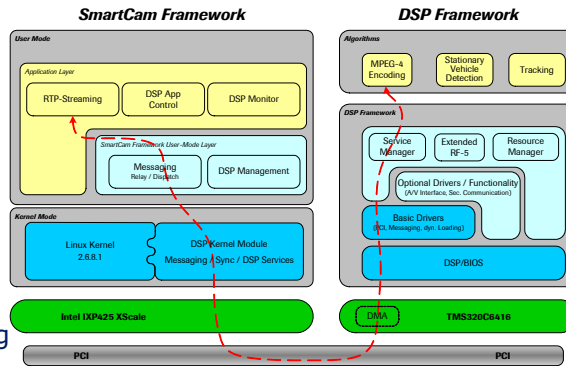 SmartCam Framework
User Mode
Application Layer
RTP-Streaming
DSP App
Control
DSP Monitor
SmartCam Framework User-Mode Layer
Messaging
Relay / Dispatch
DSP Management
Kernel Mode
Linux Kernel
2.6.8.1
DSP Kernel Module
Messaging / Sync / DSP Services
Intel IXP425 XScale
DSP Framework
Algorithms
MPEG-4
Encoding
Stationary
Vehicle
Detection
Tracking
DSP Framework
Service
Manager
Extended
RF-5
Resource
Manager
Optional Drivers / Functionality
(A/V Interface, Sec. Communication)
Basic Drivers
(PCI, Messaging, dyn. Loading)
DSP/BIOS
DMA
TMS320C6416
g
PCI
PCI